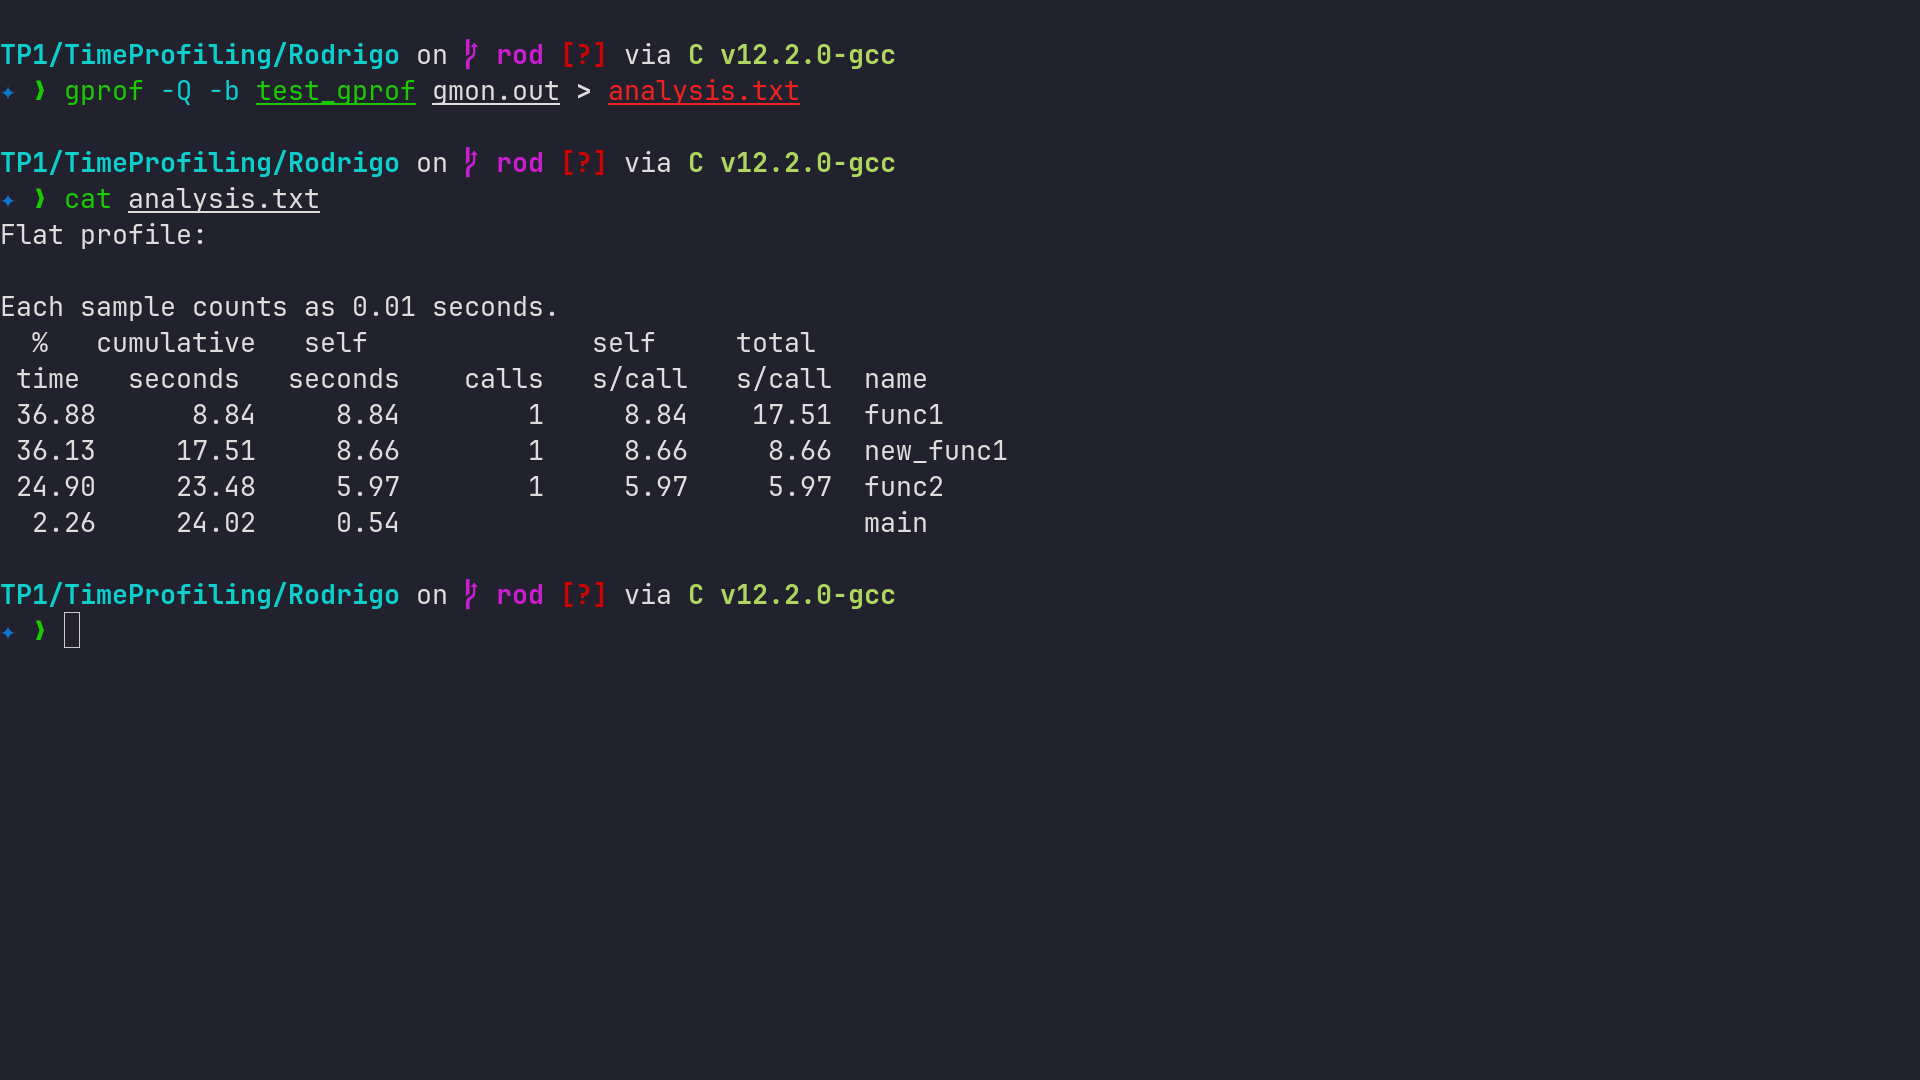 TP1/TimeProfiling/Rodrigo on rod [?] via C v12.2.0-gcc
✦ ❱ gprof -Q -b test_gprof gmon.out > analysis.txt
TP1/TimeProfiling/Rodrigo on rod [?] via C v12.2.0-gcc
✦ ❱ cat analysis.txt
Flat profile:
Each sample counts as 0.01 seconds.
  %   cumulative   self              self     total
 time   seconds   seconds    calls   s/call   s/call  name
 36.88      8.84     8.84        1     8.84    17.51  func1
 36.13     17.51     8.66        1     8.66     8.66  new_func1
 24.90     23.48     5.97        1     5.97     5.97  func2
  2.26     24.02     0.54                             main
TP1/TimeProfiling/Rodrigo on rod [?] via C v12.2.0-gcc
✦ ❱